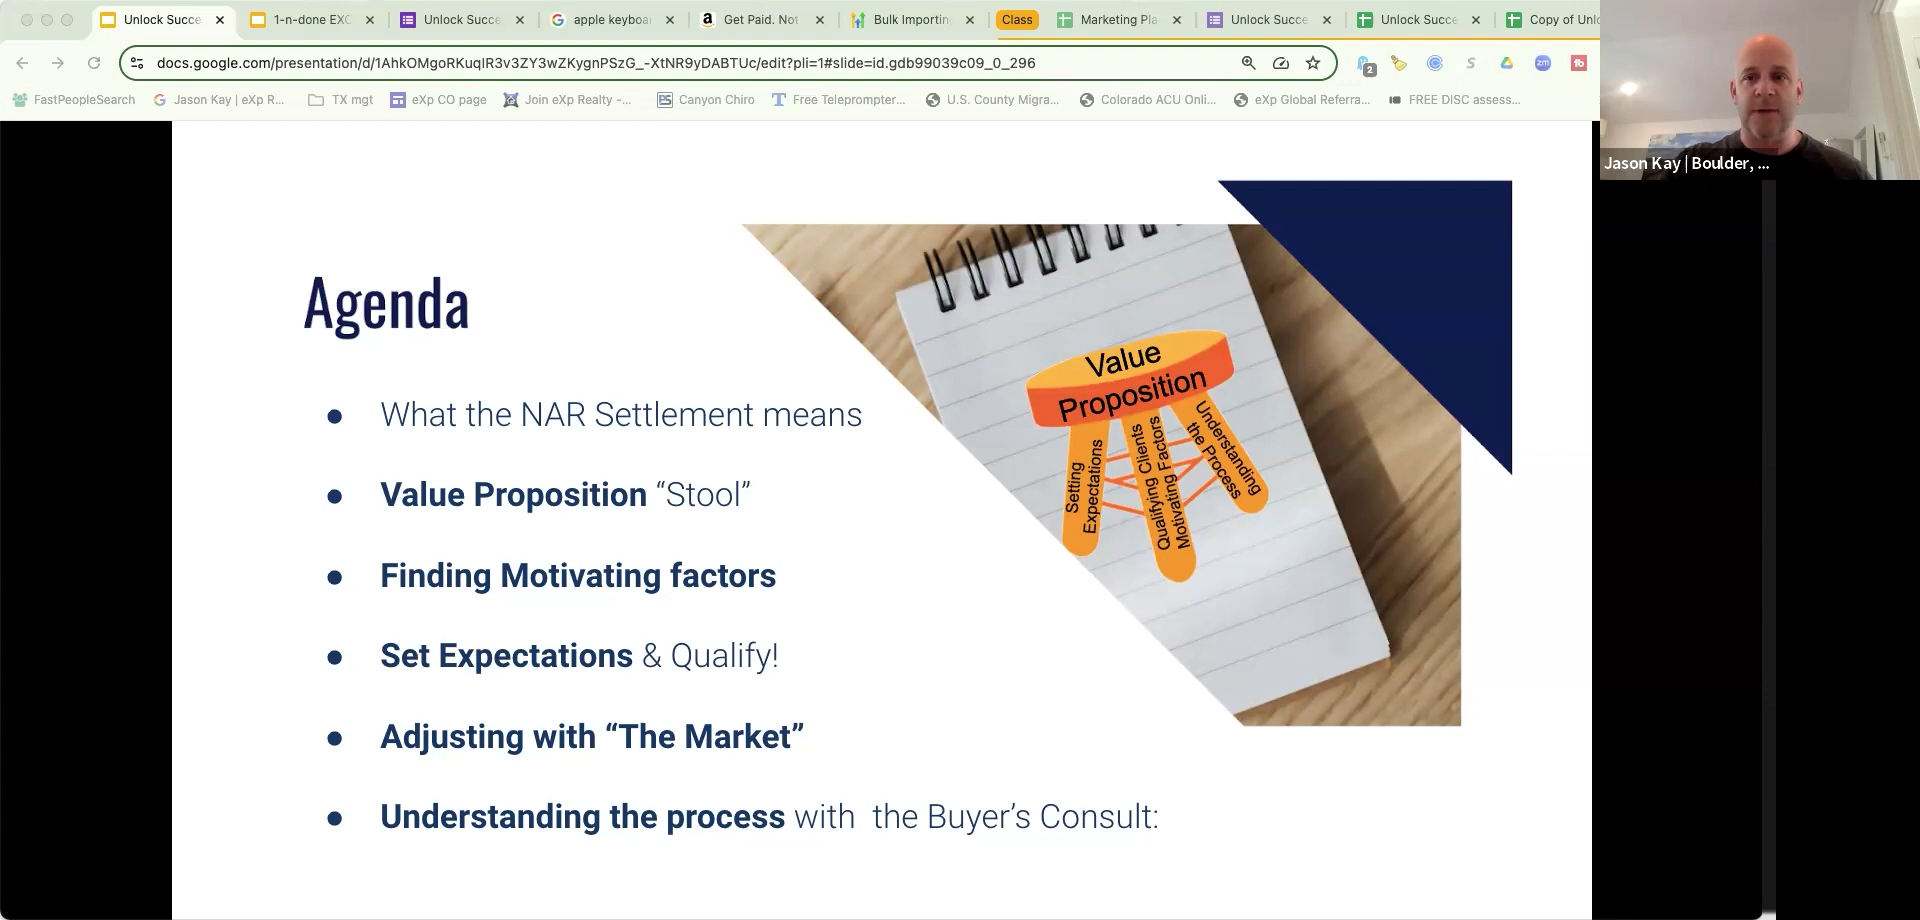 Unlock Succe
1-n-done EXC
Unlock Succe
apple keyboa
Get Paid. Not
Bulk Importin
Class
Marketing Pla
Unlock Succe
Unlock Succe
Copy of Unlo
docs.google.com/presentation/d/1AhkOMgoRKuqIR3v3ZY3wZKygnPSzG_-XtNR9yDABTUc/edit?pli=1#slide=id.gdb99039c09_0_296
2
zm
FastPeopleSearch
Jason Kay | eXp R...
TX mgt
eXp CO page
Join eXp Realty -...
Canyon Chiro
Free Teleprompter...
U.S. County Migra...
Colorado ACU Onli...
eXp Global Referra...
FREE DISC assess...
Jason Kay | Boulder, ...
Agenda
● What the NAR Settlement means
● Value Proposition “Stool”
● Finding Motivating factors
● Set Expectations & Qualify!
● Adjusting with “The Market”
● Understanding the process with the Buyer’s Consult:
Value
Proposition
Setting
Expectations
Qualifying Clients
Motivating Factors
Understanding
the Process